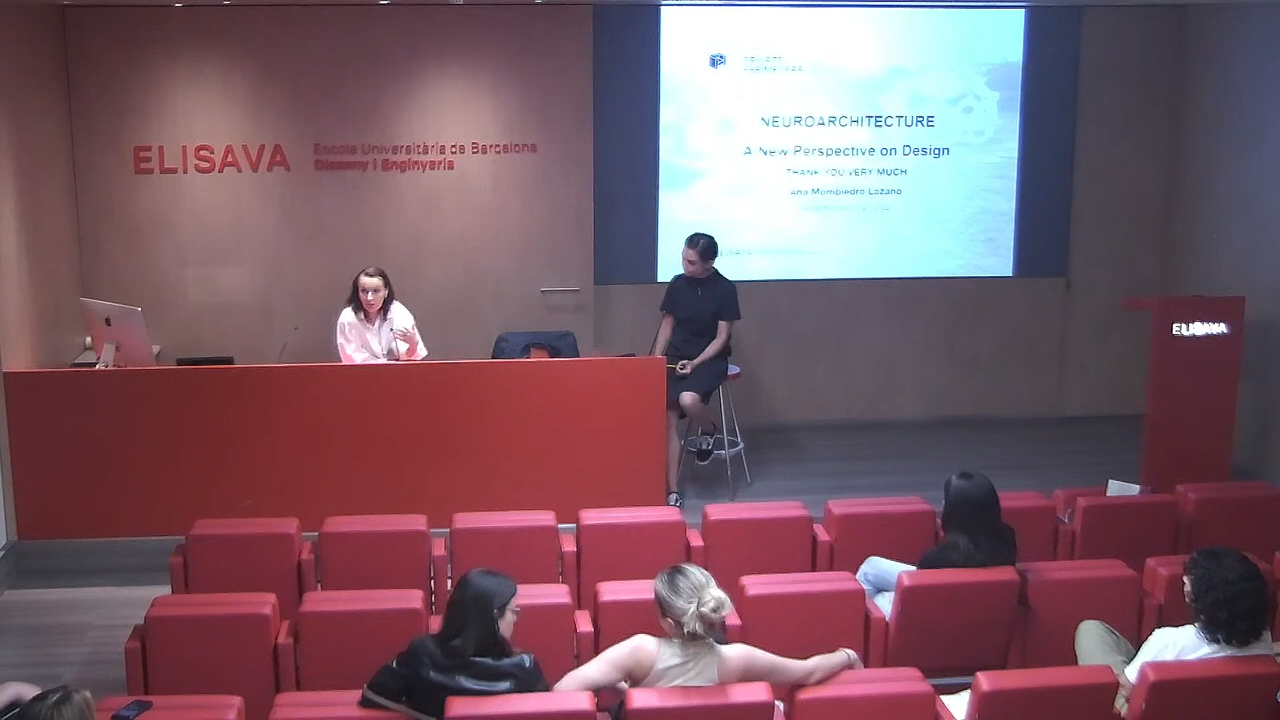 ELISAVA
Escola Universitària de Barcelona
Disseny i Enginyeria
NEUROARCHITECTURE
A New Perspective on Design
THANK YOU VERY MUCH
Ana Mombiedro Lozano
ELISAVA